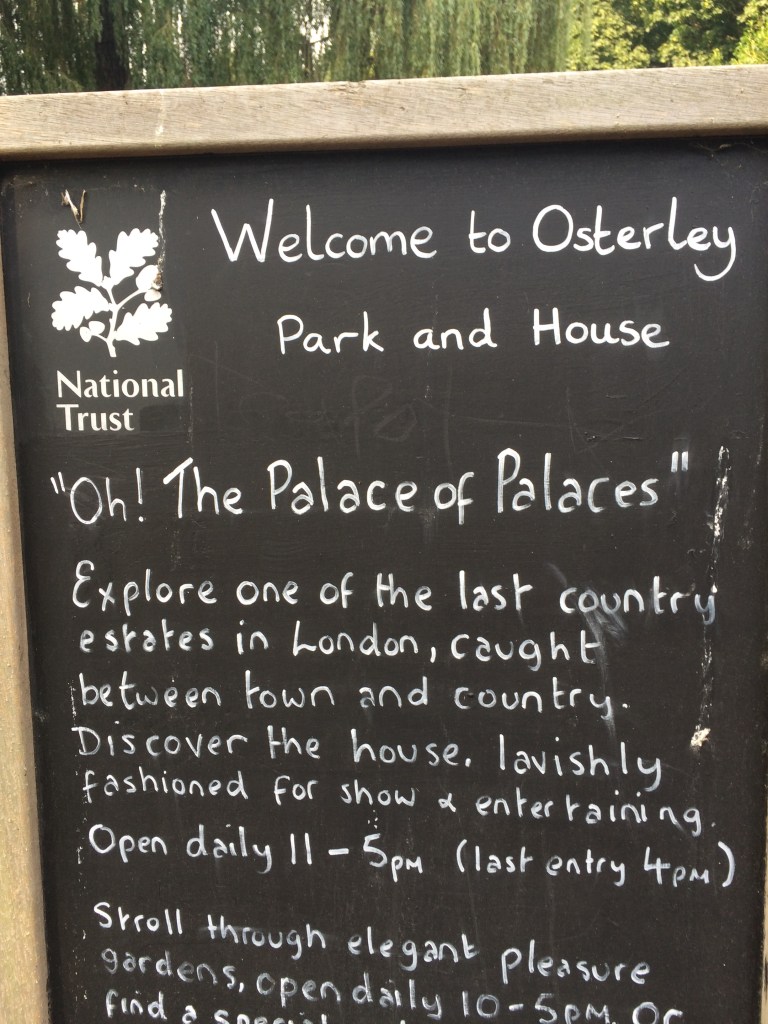 National
Trust
Welcome to Osterley
Park and House
"Oh! The Palace of Palaces"
Explore one of the last country
estates in London, caught
between town and country.
Discover the house. lavishly
fashioned for show & entertaining.
Open daily 11 - 5pm (last entry 4pm)
Stroll through elegant pleasure
gardens, open daily 10 - 5pm. Or
find a special